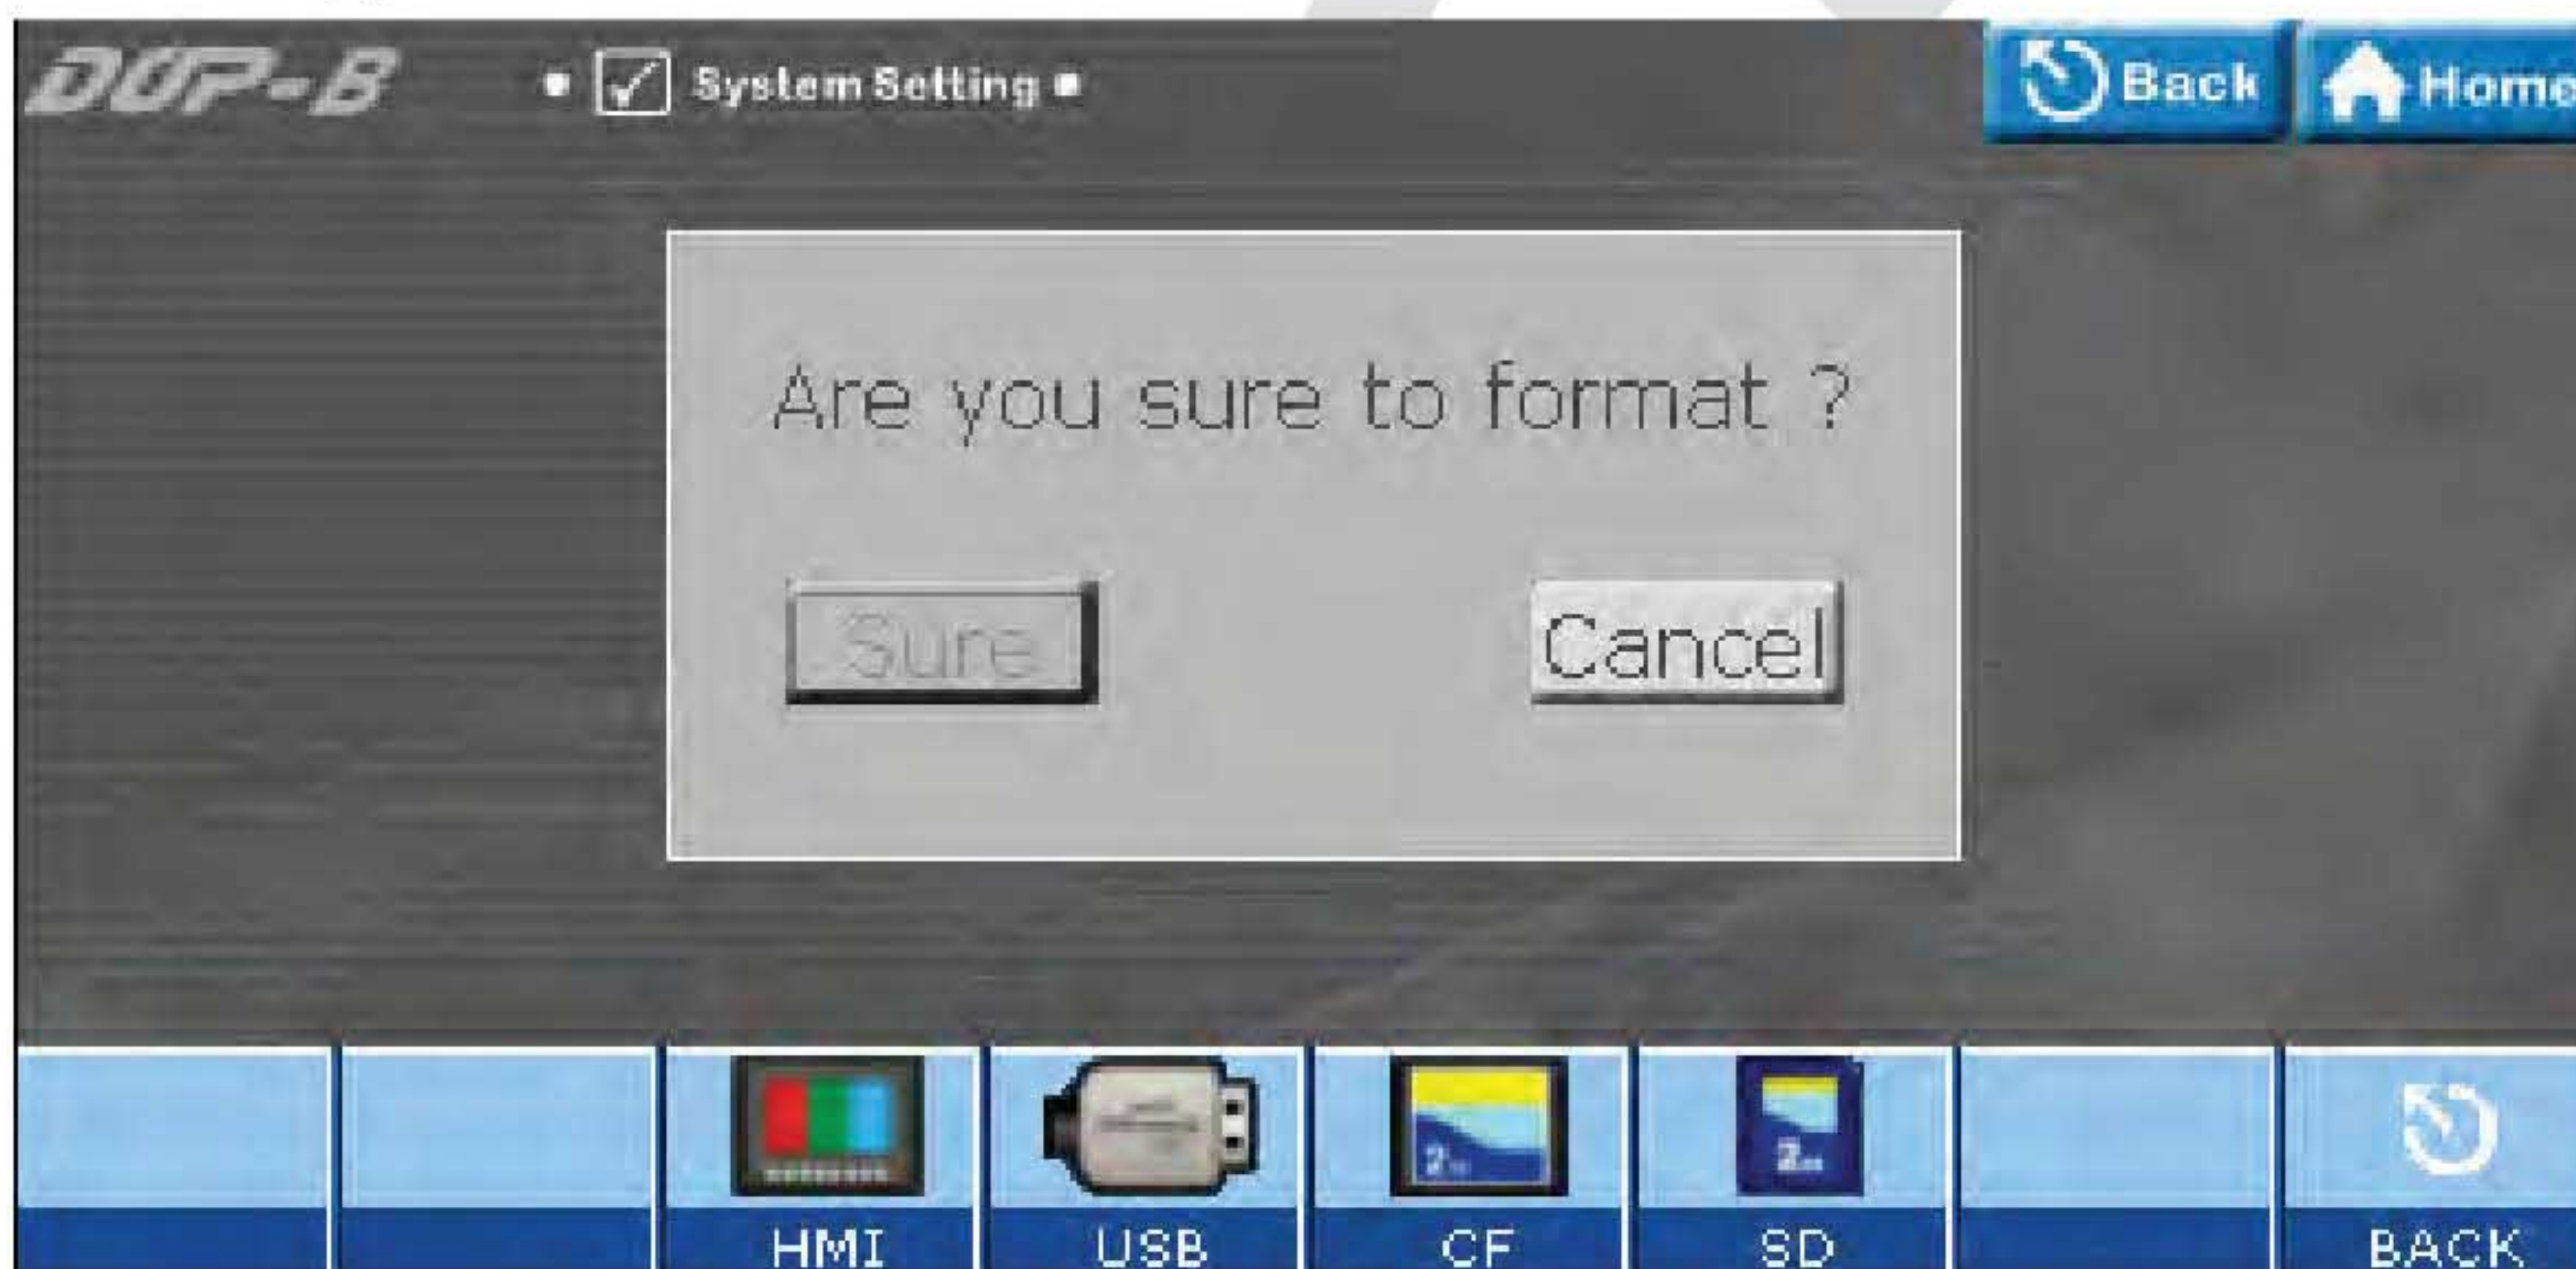 DOP-B
System Setting
Back
Home
Are you sure to format ?
Sure
Cancel
HMI
USB
CF
SD
BACK